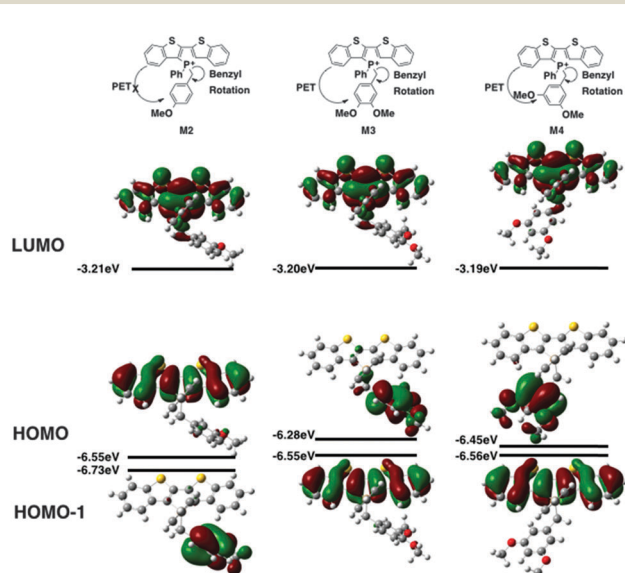 S S S S S S
P+ P+ P+
Ph Benzyl Ph Benzyl Ph Benzyl
PET X Rotation PET Rotation PET MeO Rotation
MeO MeO OMe OMe
M2 M3 M4
LUMO
-3.21eV -3.20eV -3.19eV
HOMO
-6.55eV -6.28eV -6.45eV
-6.73eV -6.55eV -6.56eV
HOMO-1